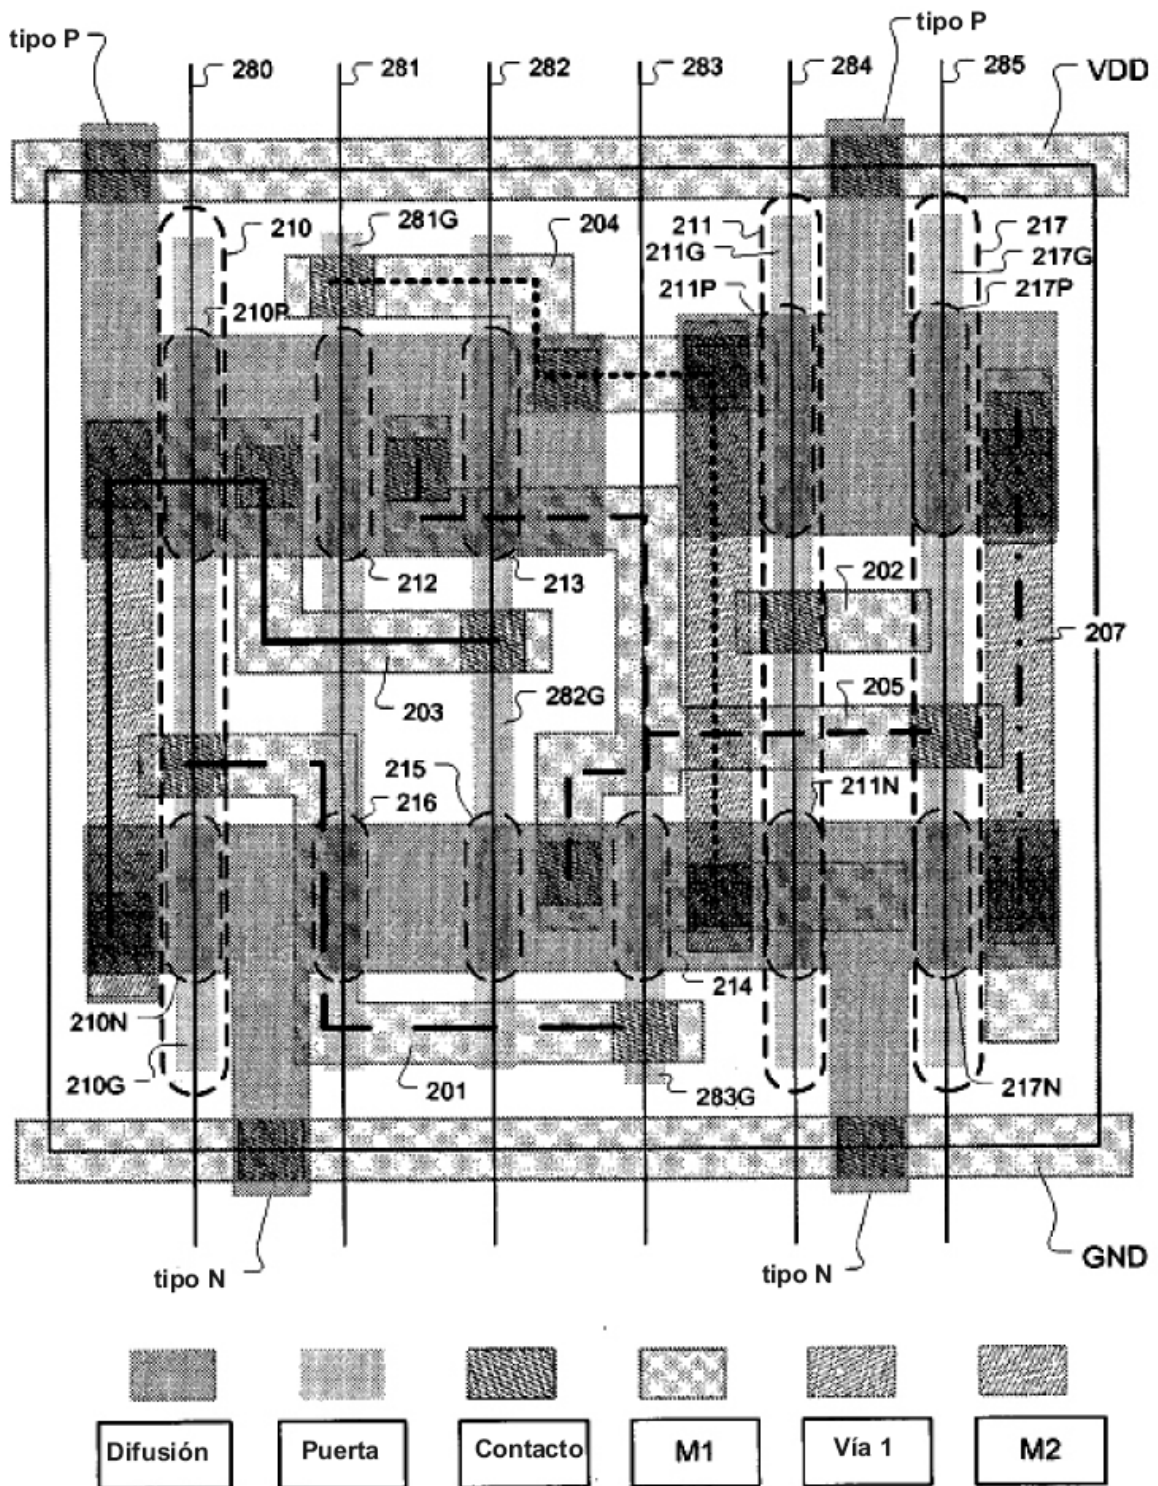 tipo P
tipo P
280
281
282
283
284
285
VDD
210
281G
204
211
211G
217
217G
210P
211P
217P
212
213
202
207
203
282G
205
215
216
211N
210N
214
210G
201
283G
217N
tipo N
tipo N
GND
Difusión
Puerta
Contacto
M1
Vía 1
M2